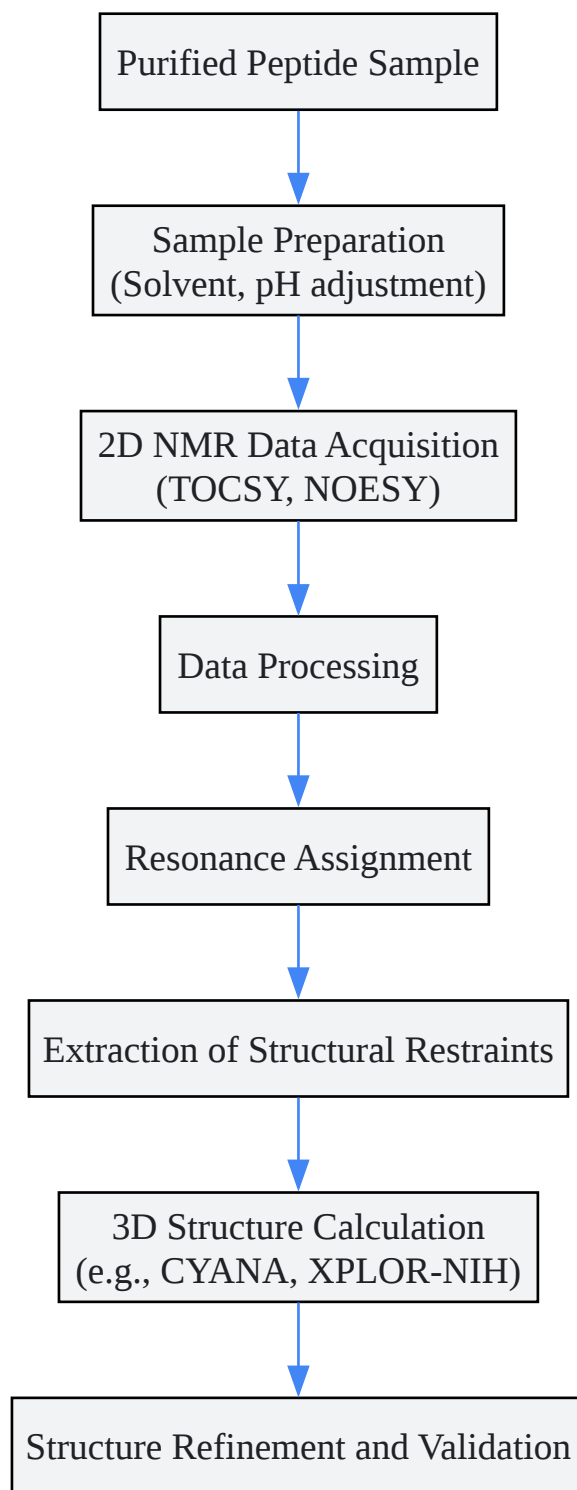 Purified Peptide Sample
Sample Preparation
(Solvent, pH adjustment)
2D NMR Data Acquisition
(TOCSY, NOESY)
Data Processing
Resonance Assignment
Extraction of Structural Restraints
3D Structure Calculation
(e.g., CYANA, XPLOR-NIH)
Structure Refinement and Validation